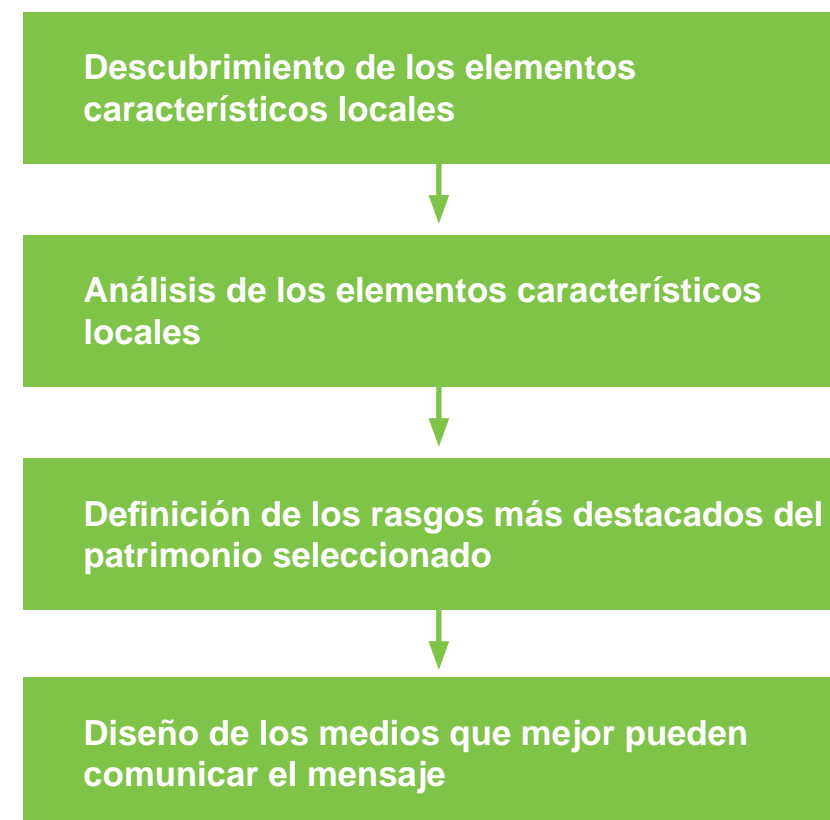 Descubrimiento de los elementos
característicos locales
Análisis de los elementos característicos
locales
Definición de los rasgos más destacados del
patrimonio seleccionado
Diseño de los medios que mejor pueden
comunicar el mensaje